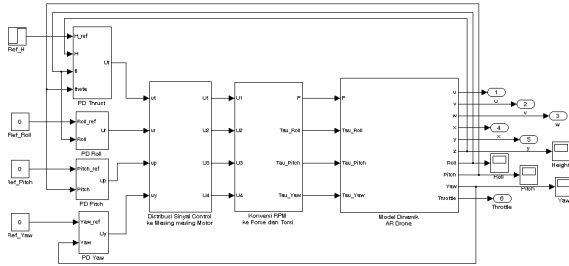 H_ref
H
fi
theta
Ut
PD Thrust
Ref_H
0
Ref_Roll
Roll_ref
Roll
Ur
PD Roll
0
Ref_Pitch
Pitch_ref
Pitch
Up
PD Pitch
0
Ref_Yaw
Yaw_ref
Yaw
Uy
PD Yaw
ut
ur
up
uy
U1
U2
U3
U4
Distribusi Sinyal Control
ke Masing masing Motor
U1
U2
U3
U4
F
Tau_Roll
Tau_Pitch
Tau_Yaw
Konversi RPM
ke Force dan Torsi
F
Tau_Roll
Tau_Pitch
Tau_Yaw
u
v
w
x
y
z
Roll
Pitch
Yaw
Throttle
Model Dinamik
AR Drone
1
u
2
v
3
w
4
x
5
y
Height
Roll
Pitch
Yaw
6
Throttle